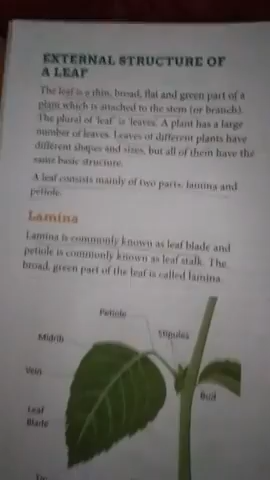 EXTERNAL STRUCTURE OF
A LEAF
The leaf is a thin, broad, flat and green part of a
plant which is attached to the stem (or branch).
The plural of 'leaf' is 'leaves'. A plant has a large
number of leaves. Leaves of different plants have
different shapes and sizes, but all of them have the
same basic structure.
A leaf consists mainly of two parts, lamina and
petiole.
Lamina
Lamina is commonly known as leaf blade and
petiole is commonly known as leaf stalk. The
broad, green part of the leaf is called lamina.
Petiole
Stipules
Midrib
Vein
Bud
Leaf
Blade